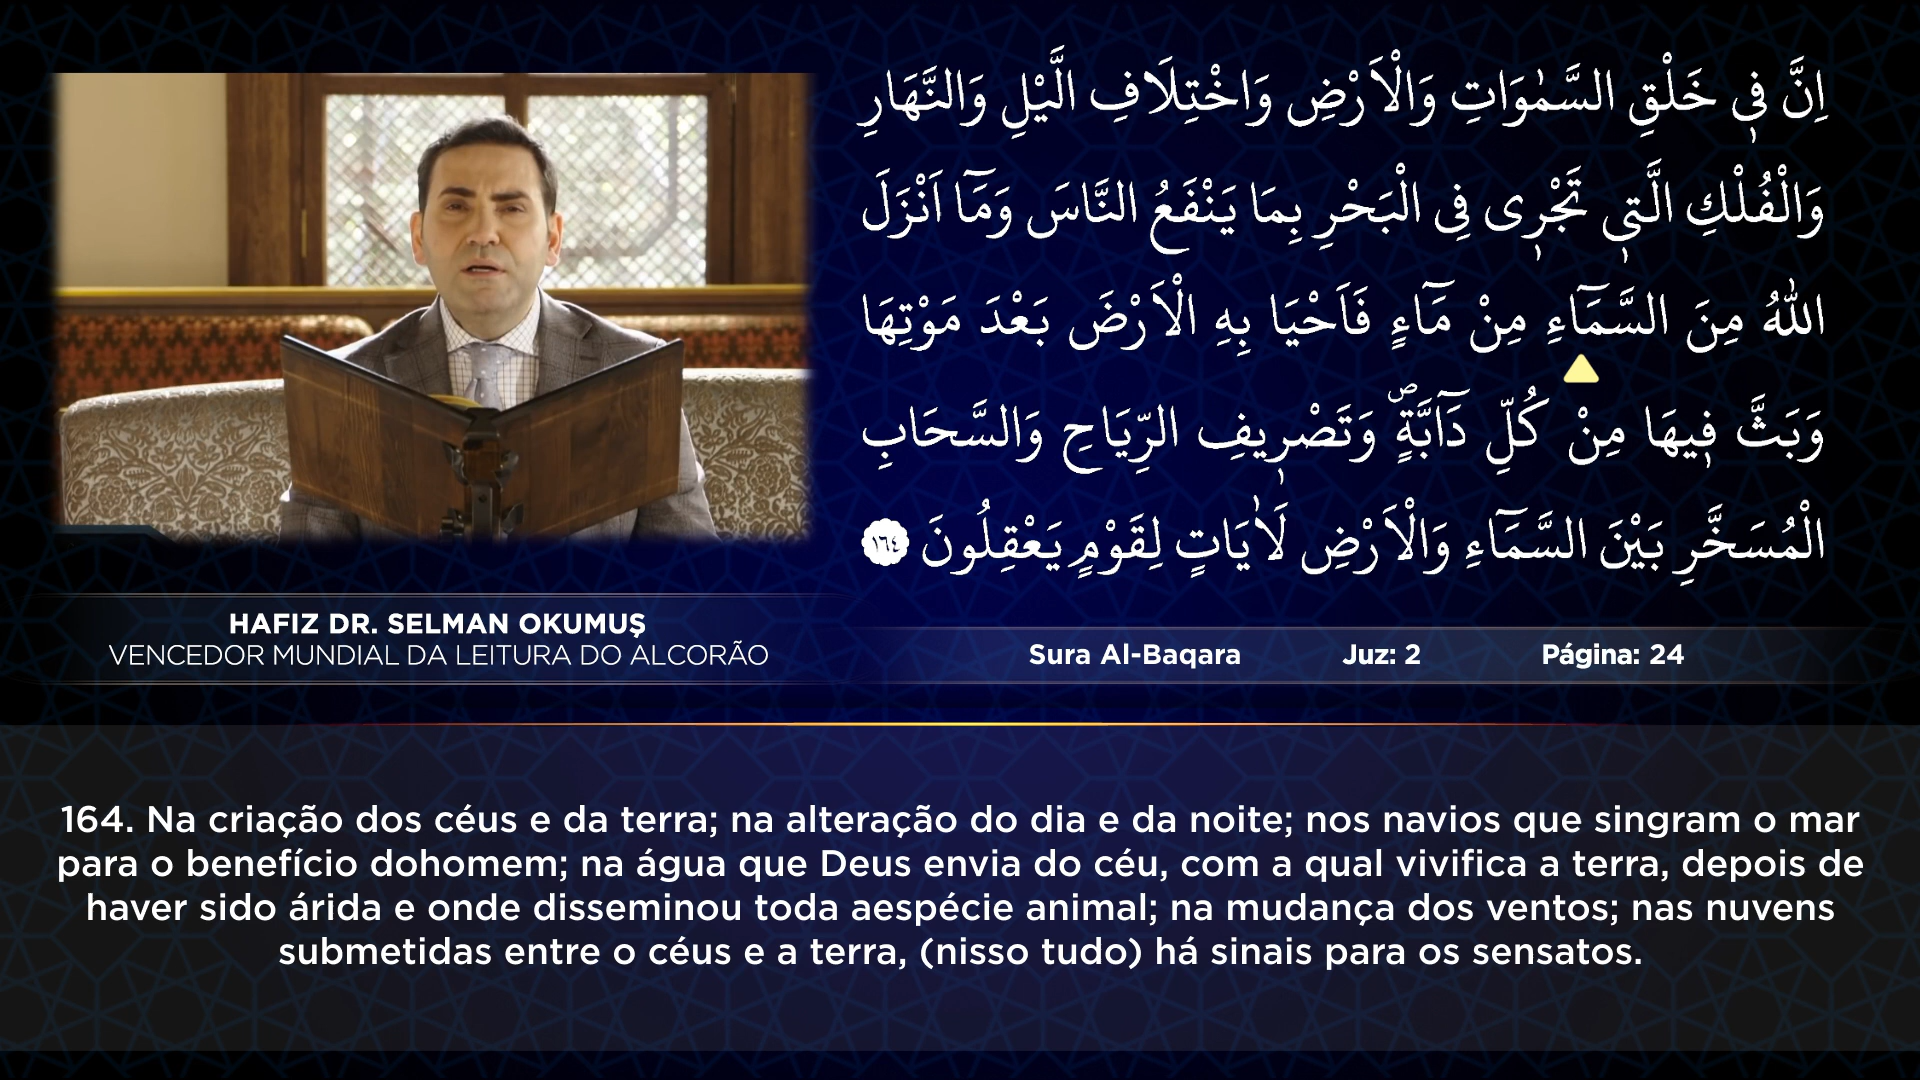 اِنَّ فٖي خَلْقِ السَّمٰوَاتِ وَالْاَرْضِ وَاخْتِلَافِ الَّيْلِ وَالنَّهَارِ
وَالْفُلْكِ الَّتٖي تَجْرٖى فِى الْبَحْرِ بِمَا يَنْفَعُ النَّاسَ وَمَٓا اَنْزَلَ
اللّٰهُ مِنَ السَّمَٓاءِ مِنْ مَٓاءٍ فَاَحْيَا بِهِ الْاَرْضَ بَعْدَ مَوْتِهَا
وَبَثَّ فٖيهَا مِنْ كُلِّ دَٓابَّةٍࣕ وَتَصْرٖيفِ الرِّيَاحِ وَالسَّحَابِ
الْمُسَخَّرِ بَيْنَ السَّمَٓاءِ وَالْاَرْضِ لَاٰيَاتٍ لِقَوْمٍ يَعْقِلُونَ ١٦٤
HAFIZ DR. SELMAN OKUMUŞ
VENCEDOR MUNDIAL DA LEITURA DO ALCORÃO
Sura Al-Baqara Juz: 2 Página: 24
164. Na criação dos céus e da terra; na alteração do dia e da noite; nos navios que singram o mar
para o benefício dohomem; na água que Deus envia do céu, com a qual vivifica a terra, depois de
haver sido árida e onde disseminou toda aespécie animal; na mudança dos ventos; nas nuvens
submetidas entre o céus e a terra, (nisso tudo) há sinais para os sensatos.